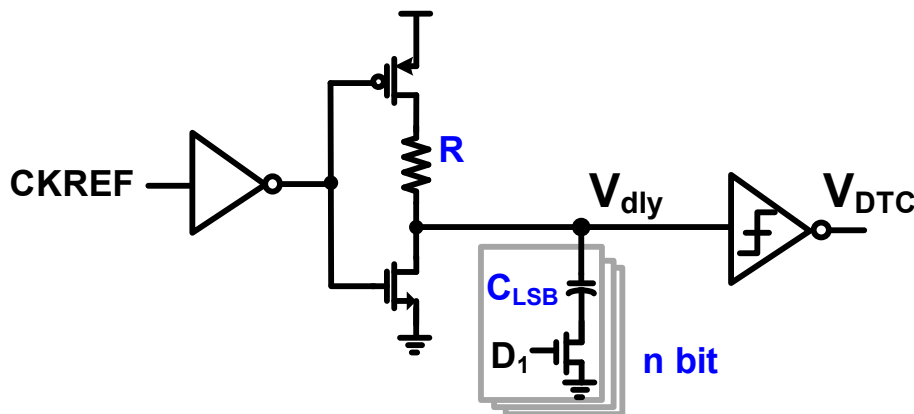 R
CKREF
V_dly
V_DTC
C_LSB
D_1
n bit